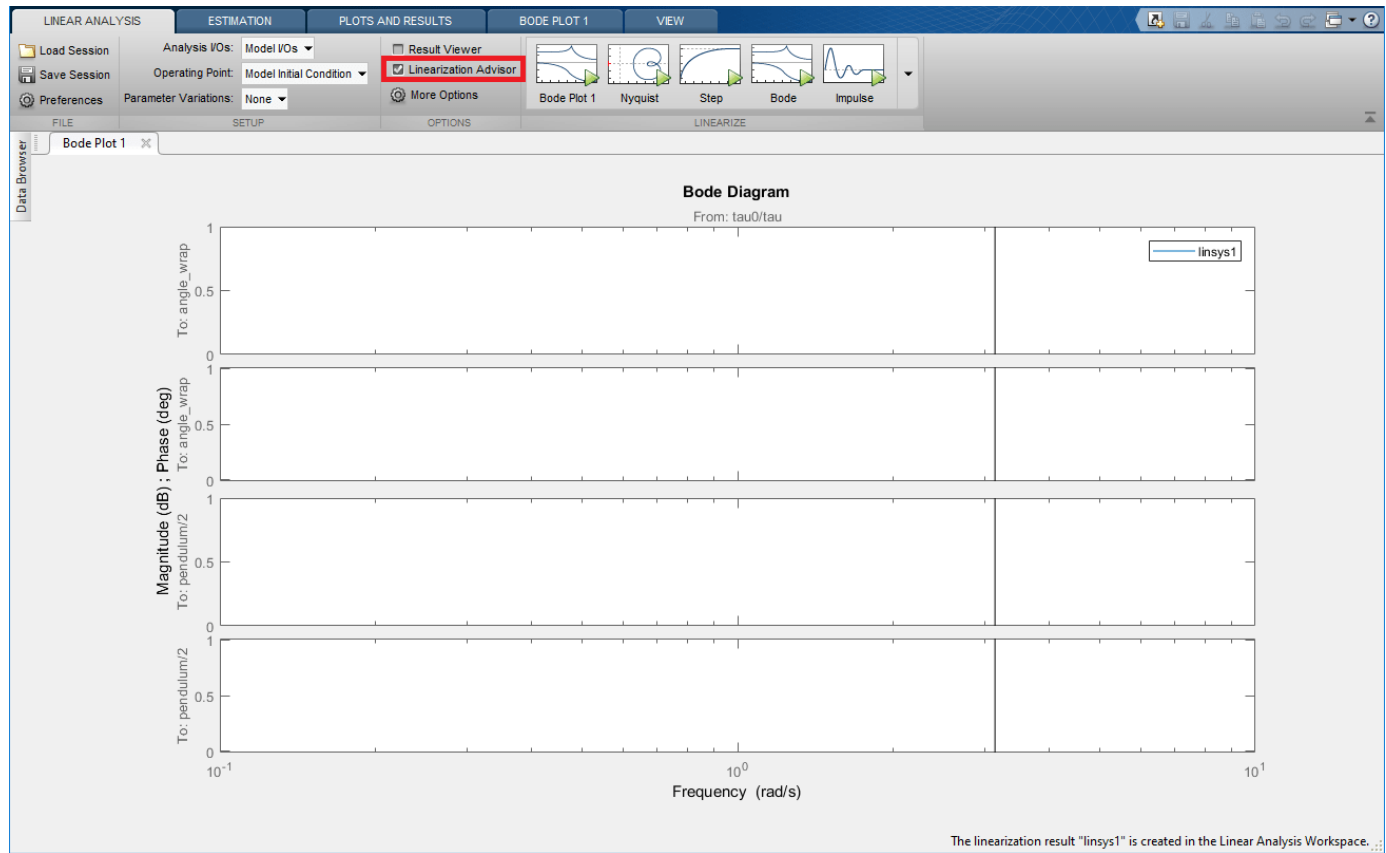 LINEAR ANALYSIS ESTIMATION PLOTS AND RESULTS BODE PLOT 1 VIEW
Load Session Analysis I/Os: Model I/Os Result Viewer
Save Session Operating Point: Model Initial Condition Linearization Advisor
Preferences Parameter Variations: None More Options Bode Plot 1 Nyquist Step Bode Impulse
FILE SETUP OPTIONS LINEARIZE
Data Browser
Bode Plot 1
Bode Diagram
From: tau0/tau
Magnitude (dB) ; Phase (deg)
To: angle_wrap
1
0.5
0
linsys1
To: angle_wrap
1
0.5
0
To: pendulum/2
1
0.5
0
To: pendulum/2
1
0.5
0
10-1 100 101
Frequency (rad/s)
The linearization result "linsys1" is created in the Linear Analysis Workspace.